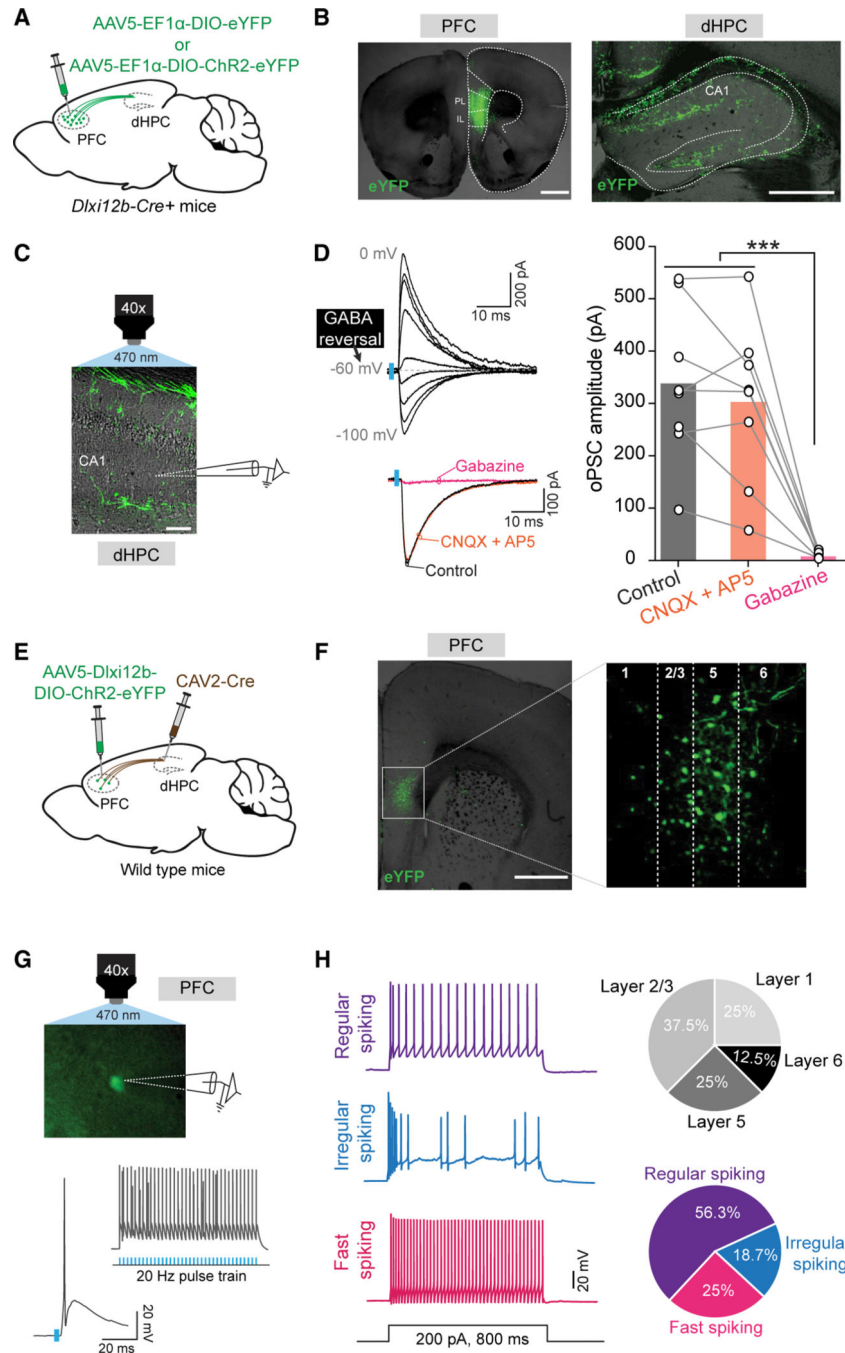 A
AAV5-EF1α-DIO-eYFP
or
AAV5-EF1α-DIO-ChR2-eYFP
PFC
dHPC
Dlxi12b-Cre+ mice
B
PFC
PL
IL
eYFP
dHPC
CA1
eYFP
C
40x
470 nm
CA1
dHPC
D
0 mV
200 pA
10 ms
GABA
reversal
-60 mV
-100 mV
Gabazine
100 pA
10 ms
CNQX + AP5
Control
***
oPSC amplitude (pA)
600
500
400
300
200
100
0
Control
CNQX + AP5
Gabazine
E
AAV5-Dlxi12b-
DIO-ChR2-eYFP
CAV2-Cre
PFC
dHPC
Wild type mice
F
PFC
eYFP
1
2/3
5
6
G
40x
PFC
470 nm
20 Hz pulse train
20 mV
20 ms
H
Regular
spiking
Irregular
spiking
Fast
spiking
20 mV
200 pA, 800 ms
Layer 2/3
Layer 1
37.5%
25%
12.5%
Layer 6
25%
Layer 5
Regular spiking
56.3%
18.7%
Irregular
spiking
25%
Fast spiking